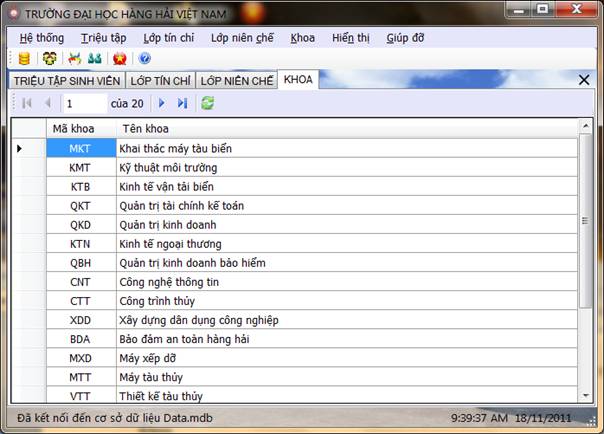 TRƯỜNG ĐẠI HỌC HÀNG HẢI VIỆT NAM
Hệ thống Triệu tập Lớp tín chỉ Lớp niên chế Khoa Hiển thị Giúp đỡ
TRIỆU TẬP SINH VIÊN LỚP TÍN CHỈ LỚP NIÊN CHẾ KHOA
1 của 20
Mã khoa Tên khoa
MKT Khai thác máy tàu biển
KMT Kỹ thuật môi trường
KTB Kinh tế vận tải biển
QKT Quản trị tài chính kế toán
QKD Quản trị kinh doanh
KTN Kinh tế ngoại thương
QBH Quản trị kinh doanh bảo hiểm
CNT Công nghệ thông tin
CTT Công trình thủy
XDD Xây dựng dân dụng công nghiệp
BDA Bảo đảm an toàn hàng hải
MXD Máy xếp dỡ
MTT Máy tàu thủy
VTT Thiết kế tàu thủy
Đã kết nối đến cơ sở dữ liệu Data.mdb 9:39:37 AM 18/11/2011